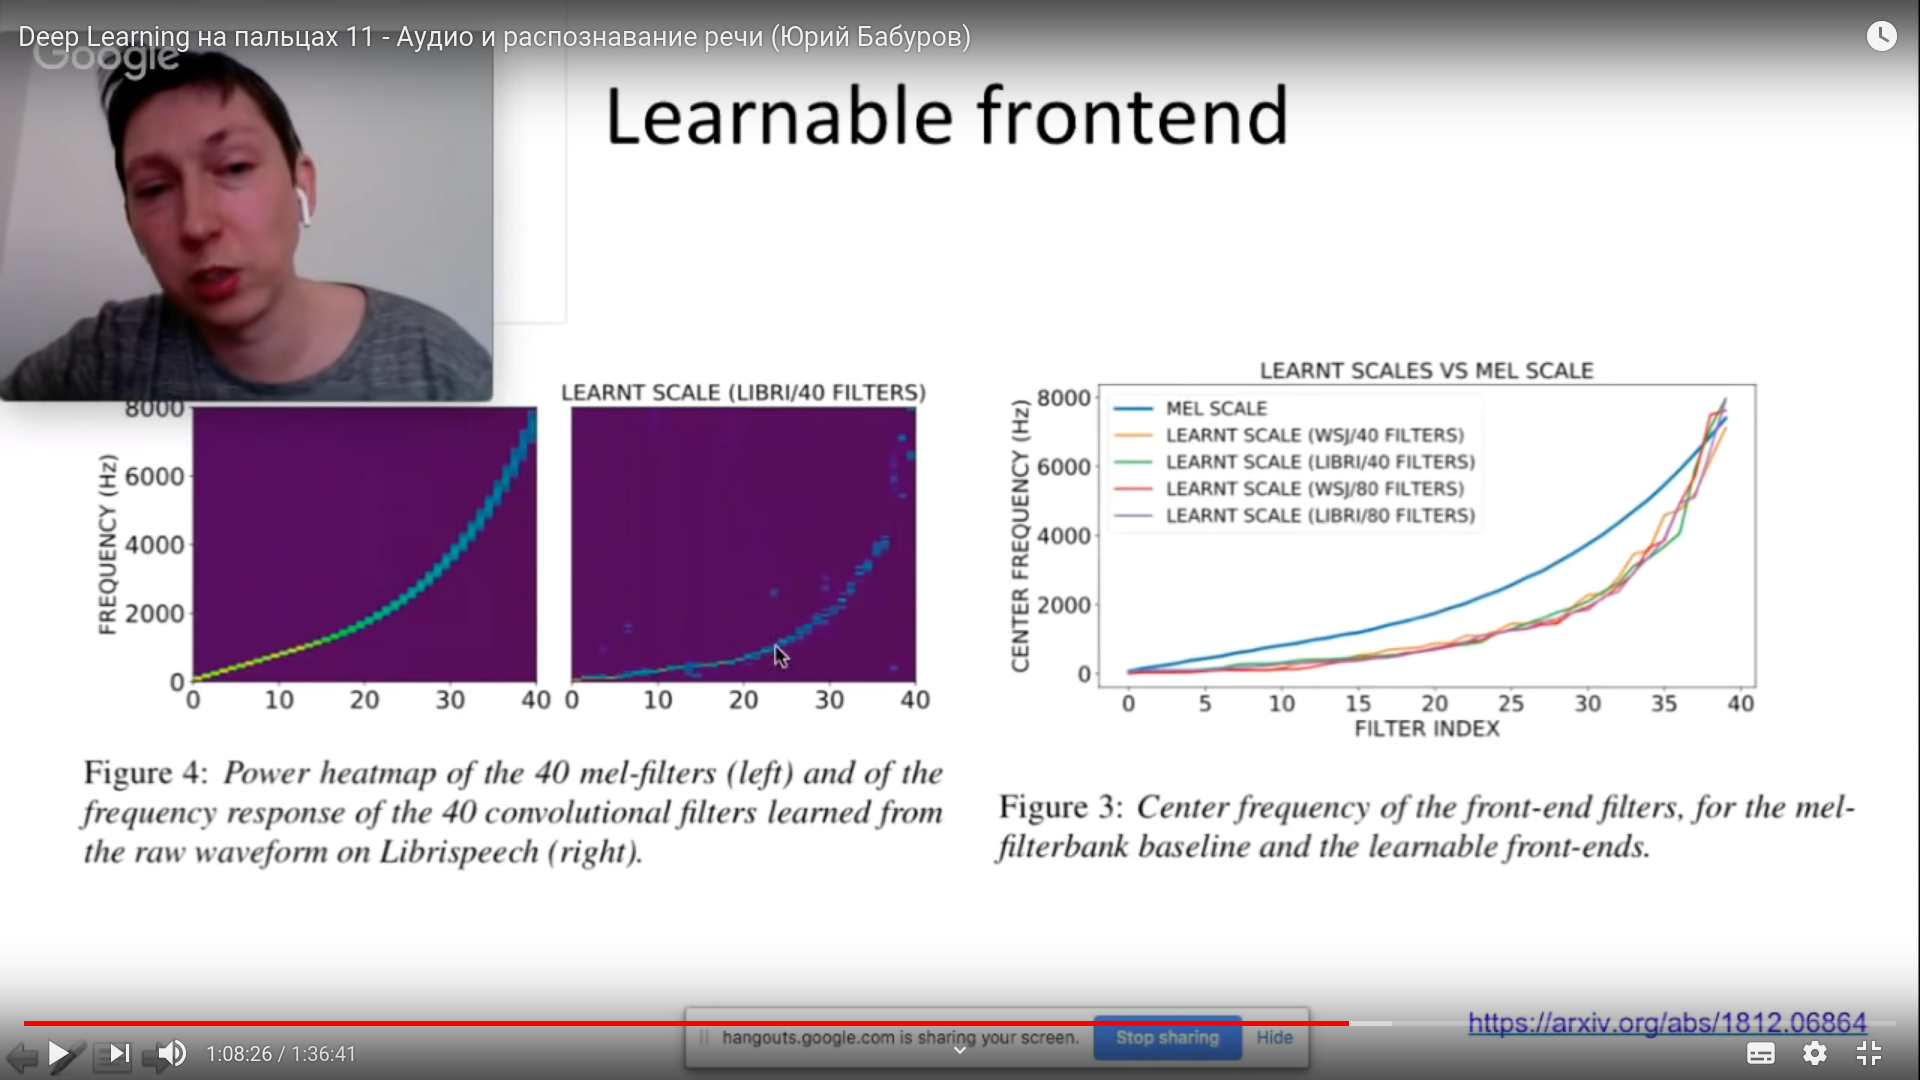 Deep Learning на пальцах 11 - Аудио и распознавание речи (Юрий Бабуров)
Google
Learnable frontend
LEARNT SCALE (LIBRI/40 FILTERS)
8000
6000
4000
2000
0
FREQUENCY (Hz)
0 10 20 30 40
0 10 20 30 40
Figure 4: Power heatmap of the 40 mel-filters (left) and of the
frequency response of the 40 convolutional filters learned from
the raw waveform on Librispeech (right).
LEARNT SCALES VS MEL SCALE
8000
6000
4000
2000
0
CENTER FREQUENCY (Hz)
MEL SCALE
LEARNT SCALE (WSJ/40 FILTERS)
LEARNT SCALE (LIBRI/40 FILTERS)
LEARNT SCALE (WSJ/80 FILTERS)
LEARNT SCALE (LIBRI/80 FILTERS)
0 5 10 15 20 25 30 35 40
FILTER INDEX
Figure 3: Center frequency of the front-end filters, for the mel-
filterbank baseline and the learnable front-ends.
https://arxiv.org/abs/1812.06864
hangouts.google.com is sharing your screen. Stop sharing Hide
1:08:26 / 1:36:41